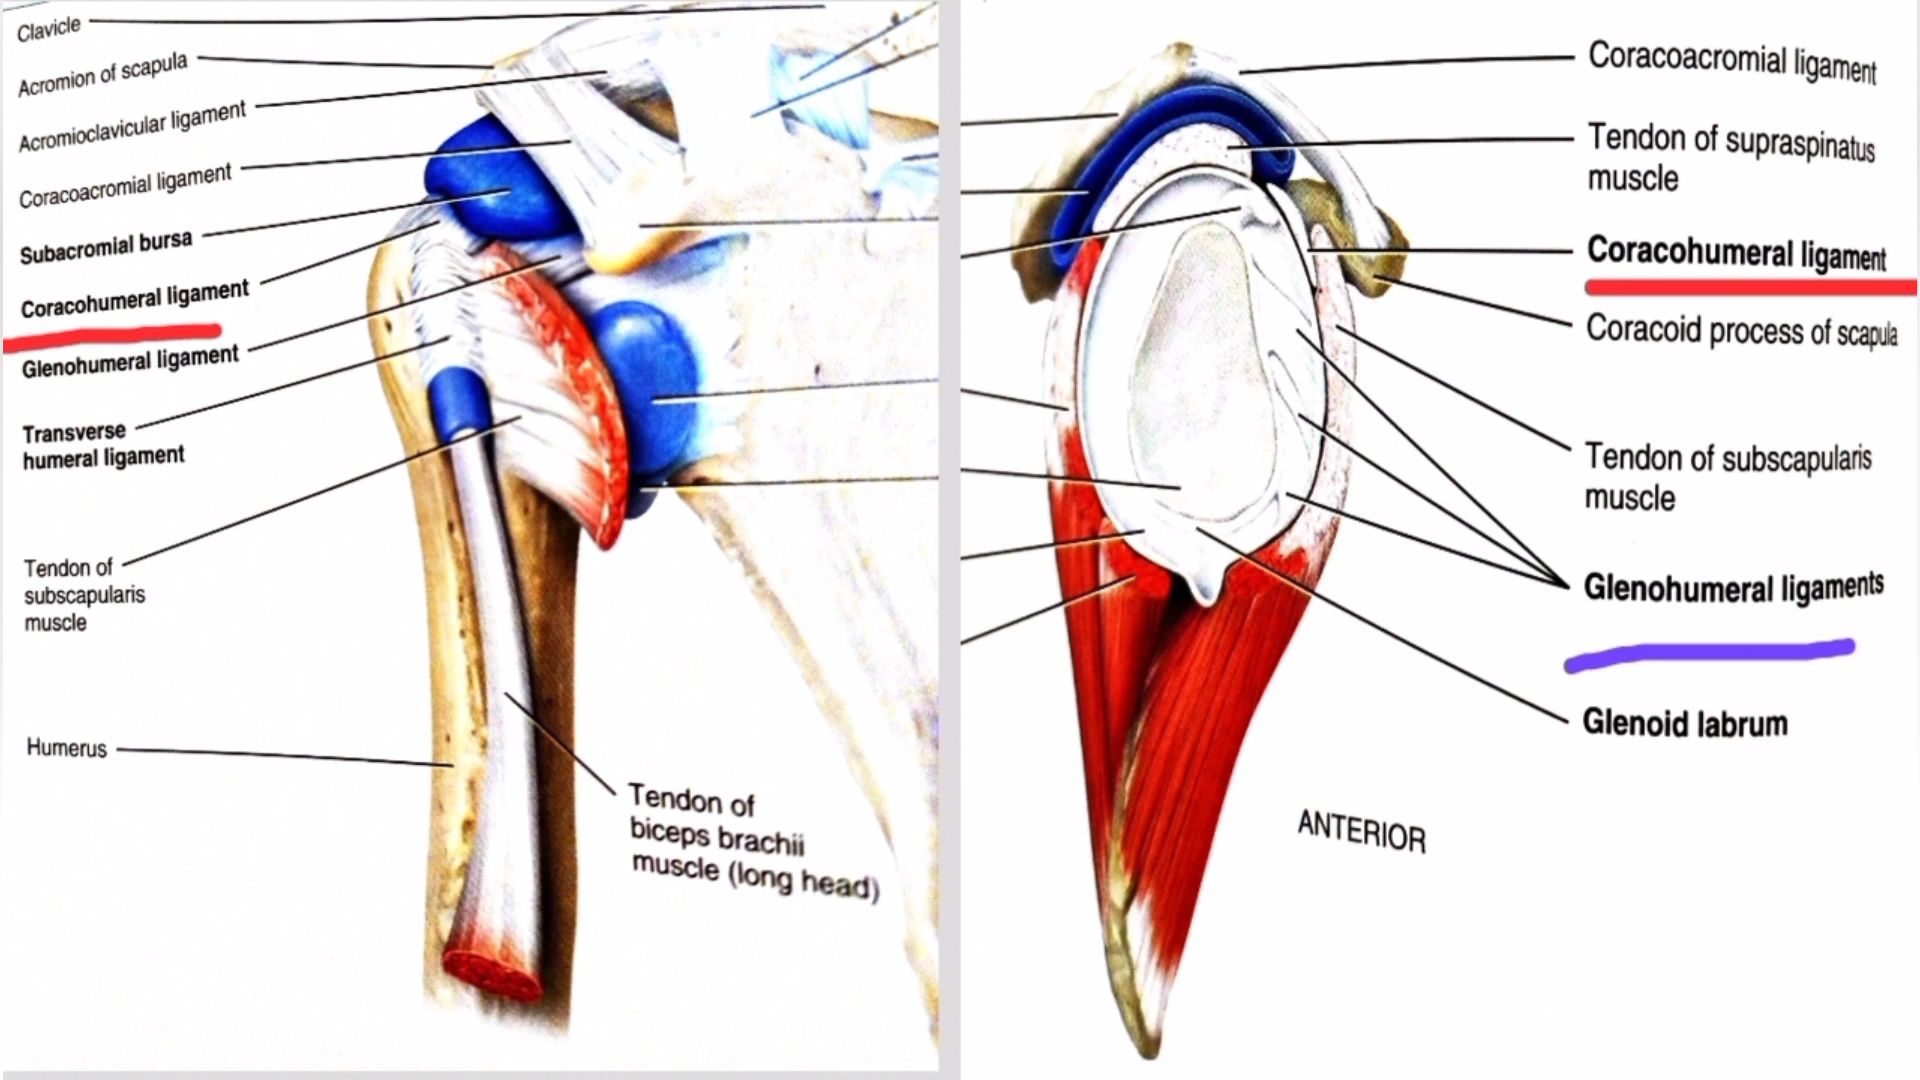 Clavicle
Acromion of scapula
Acromioclavicular ligament
Coracoacromial ligament
Subacromial bursa
Coracohumeral ligament
Glenohumeral ligament
Transverse
humeral ligament
Tendon of
subscapularis
muscle
Humerus
Tendon of
biceps brachii
muscle (long head)
Coracoacromial ligament
Tendon of supraspinatus
muscle
Coracohumeral ligament
Coracoid process of scapula
Tendon of subscapularis
muscle
Glenohumeral ligaments
Glenoid labrum
ANTERIOR